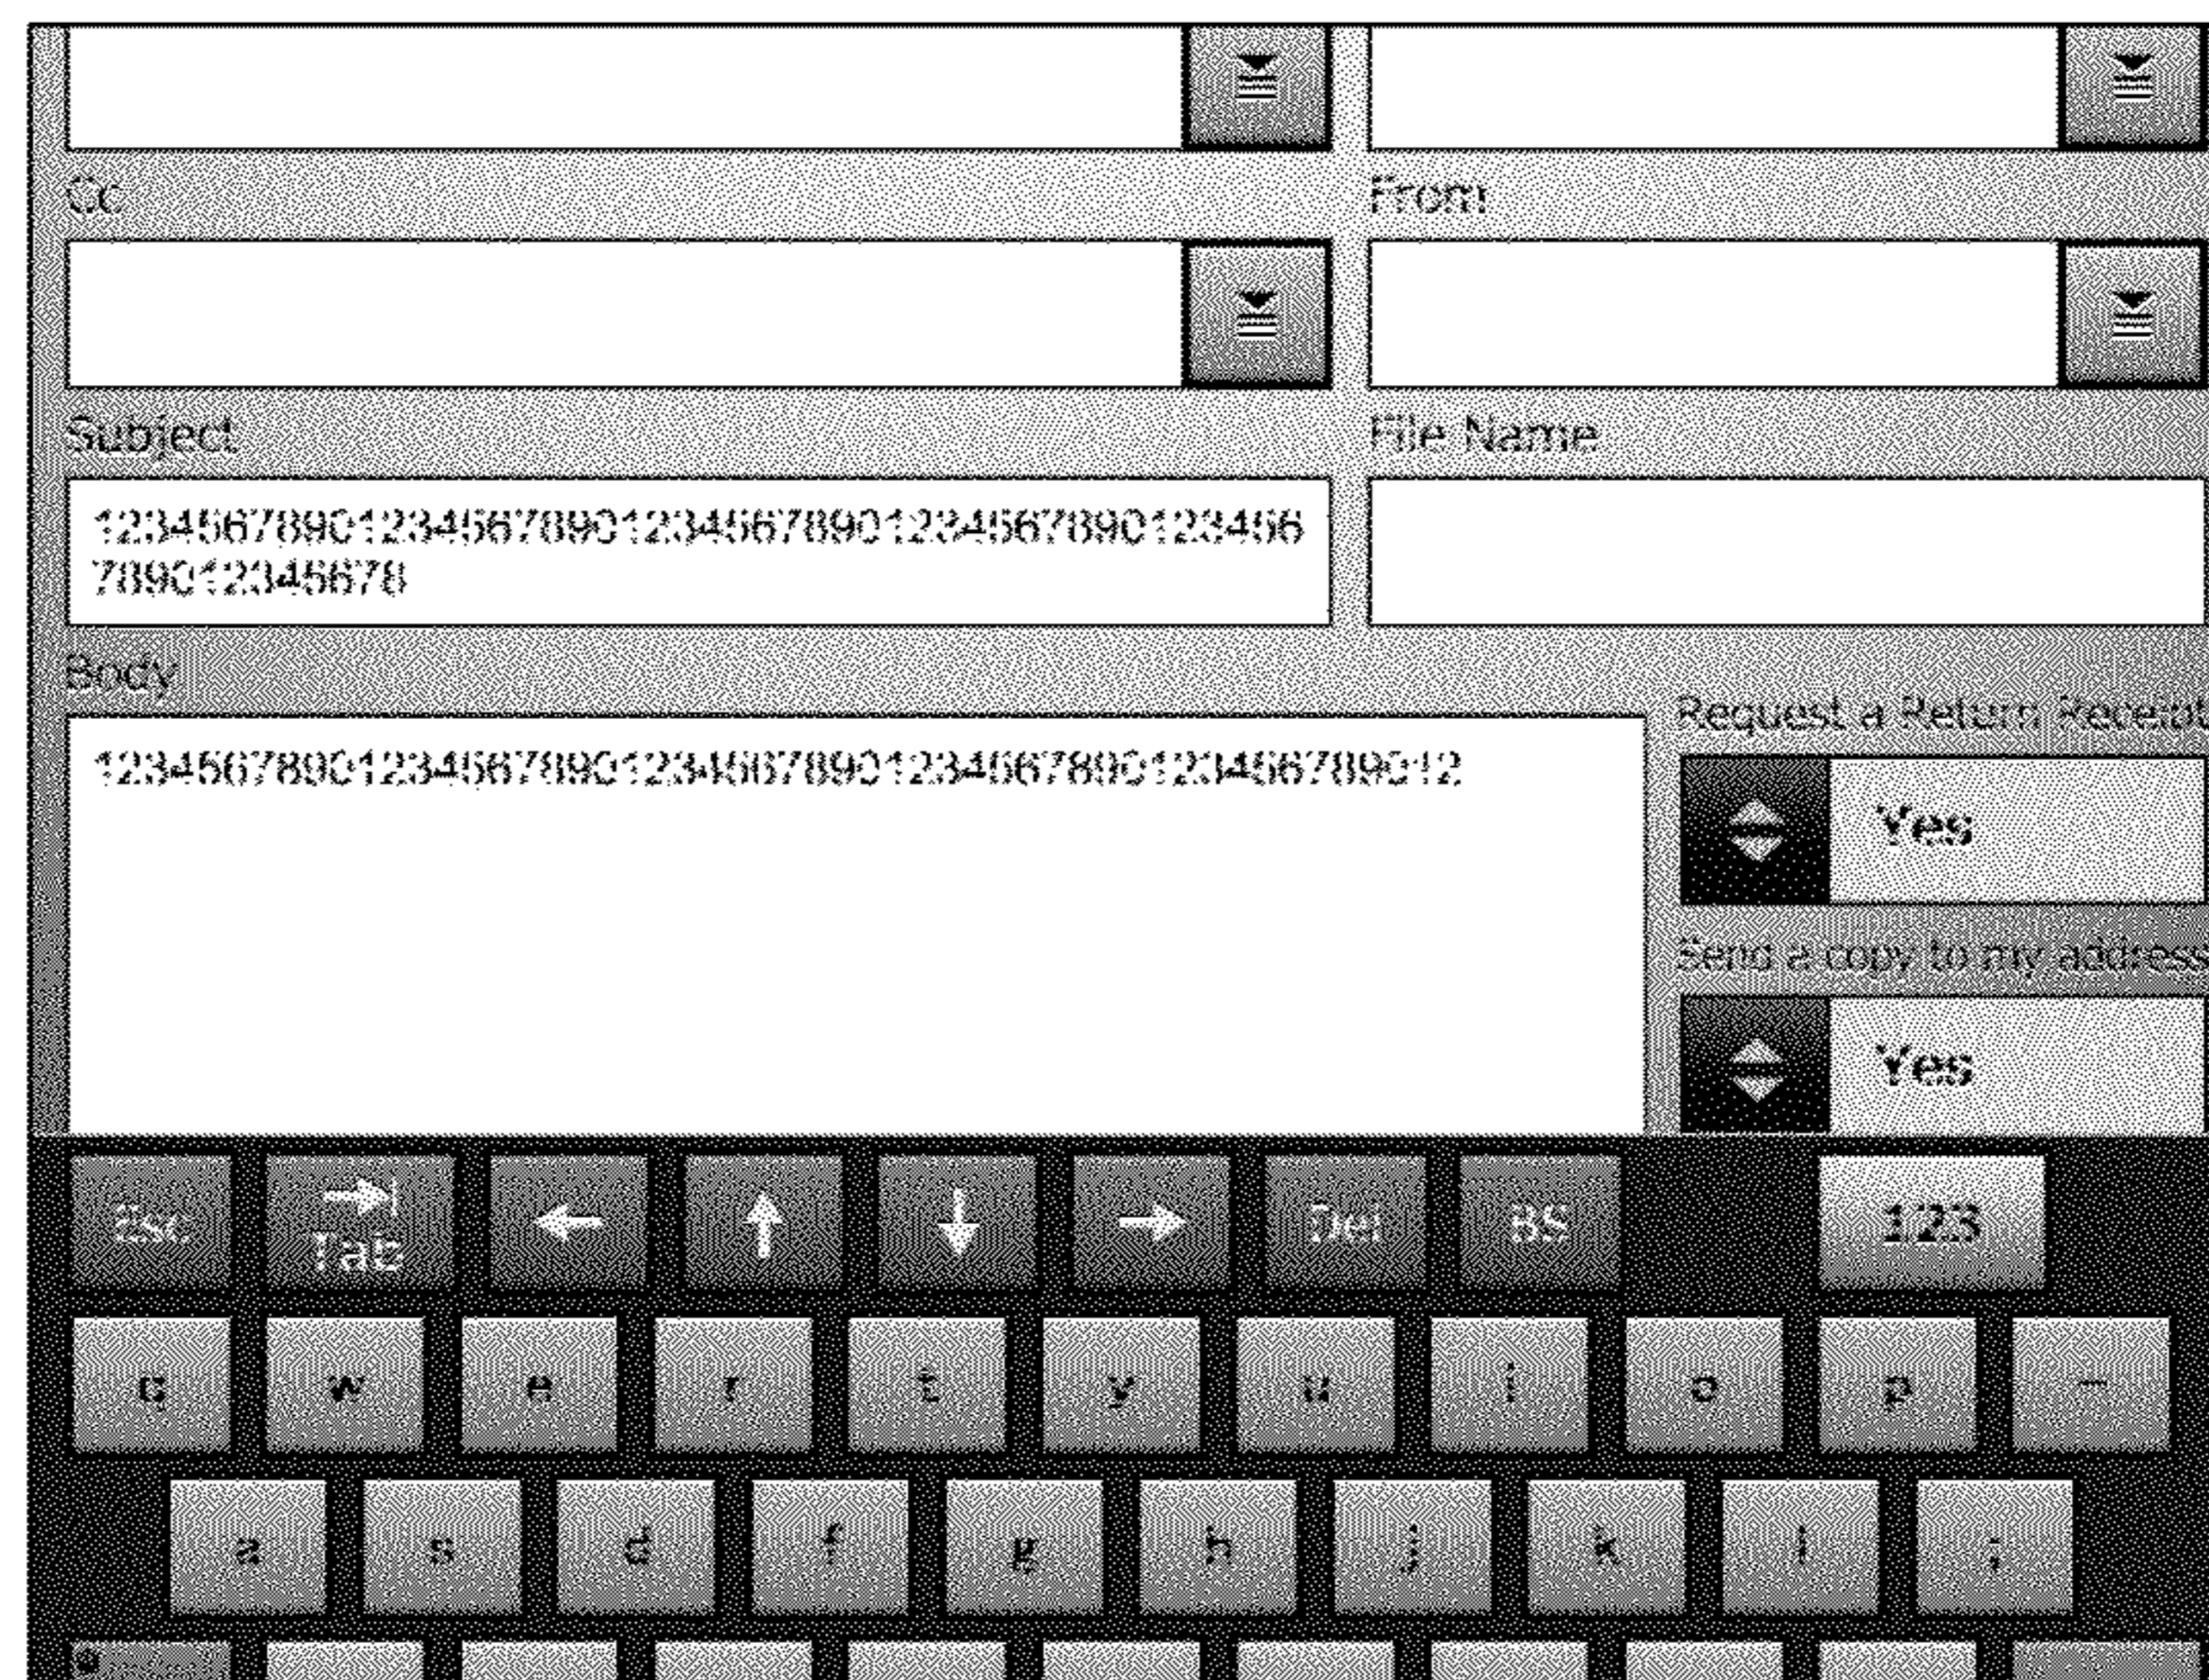 Cc
From
Subject
File Name
1234567890123456789012345678901234567890123456
789012345678
Body
Request a Return Receipt
1234567890123456789012345678901234567890123456789012
Yes
Send a copy to my address
Yes
Esc
Tab
Del
BS
123
q w e r t y u i o p -
a s d f g h j k l ;